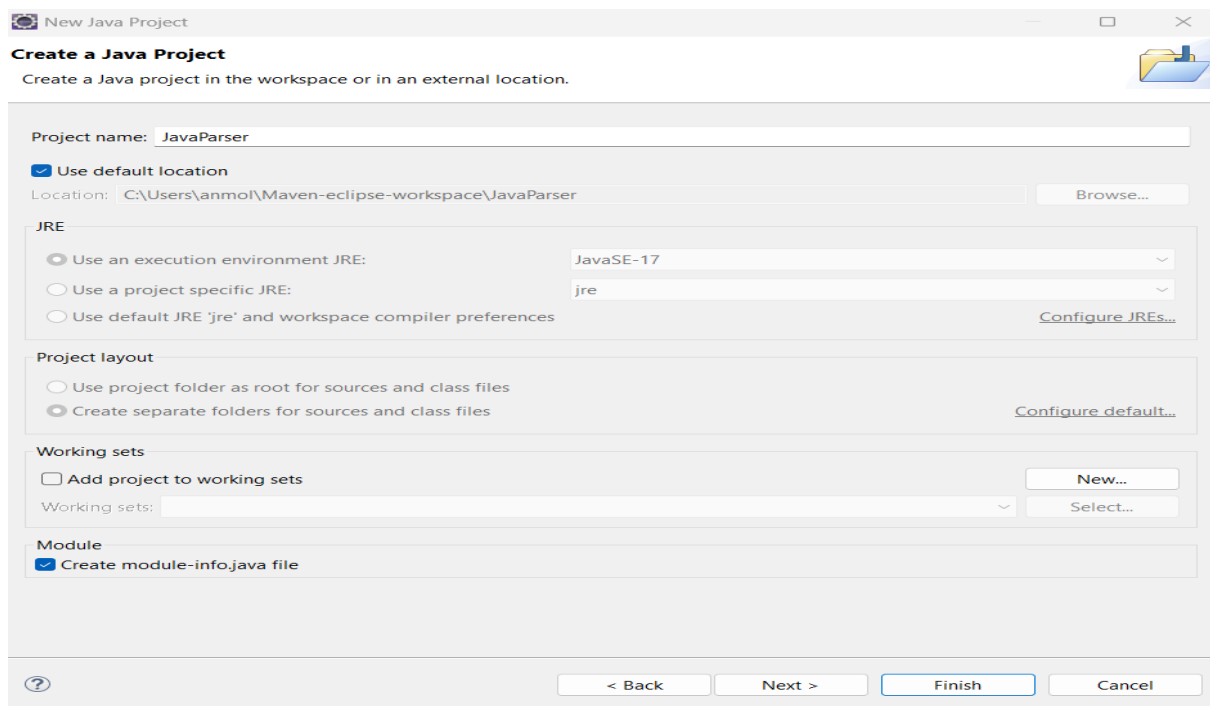 New Java Project
Create a Java Project
Create a Java project in the workspace or in an external location.
Project name: JavaParser
Use default location
Location: C:\Users\anmol\Maven-eclipse-workspace\JavaParser Browse...
JRE
Use an execution environment JRE: JavaSE-17
Use a project specific JRE: jre
Use default JRE 'jre' and workspace compiler preferences Configure JREs...
Project layout
Use project folder as root for sources and class files
Create separate folders for sources and class files Configure default...
Working sets
Add project to working sets New...
Working sets: Select...
Module
Create module-info.java file
? < Back Next > Finish Cancel